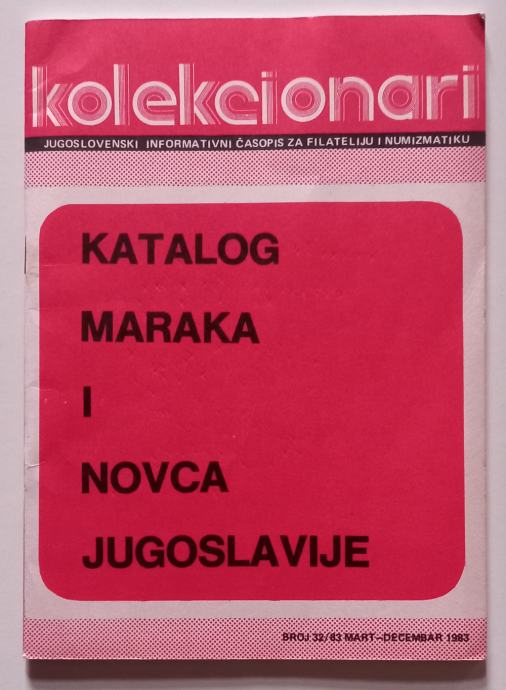 kolekcionari
JUGOSLOVENSKI INFORMATIVNI ČASOPIS ZA FILATELIJU I NUMIZMATIKU
KATALOG
MARAKA
I
NOVCA
JUGOSLAVIJE
BROJ 32/83 MART—DECEMBAR 1983